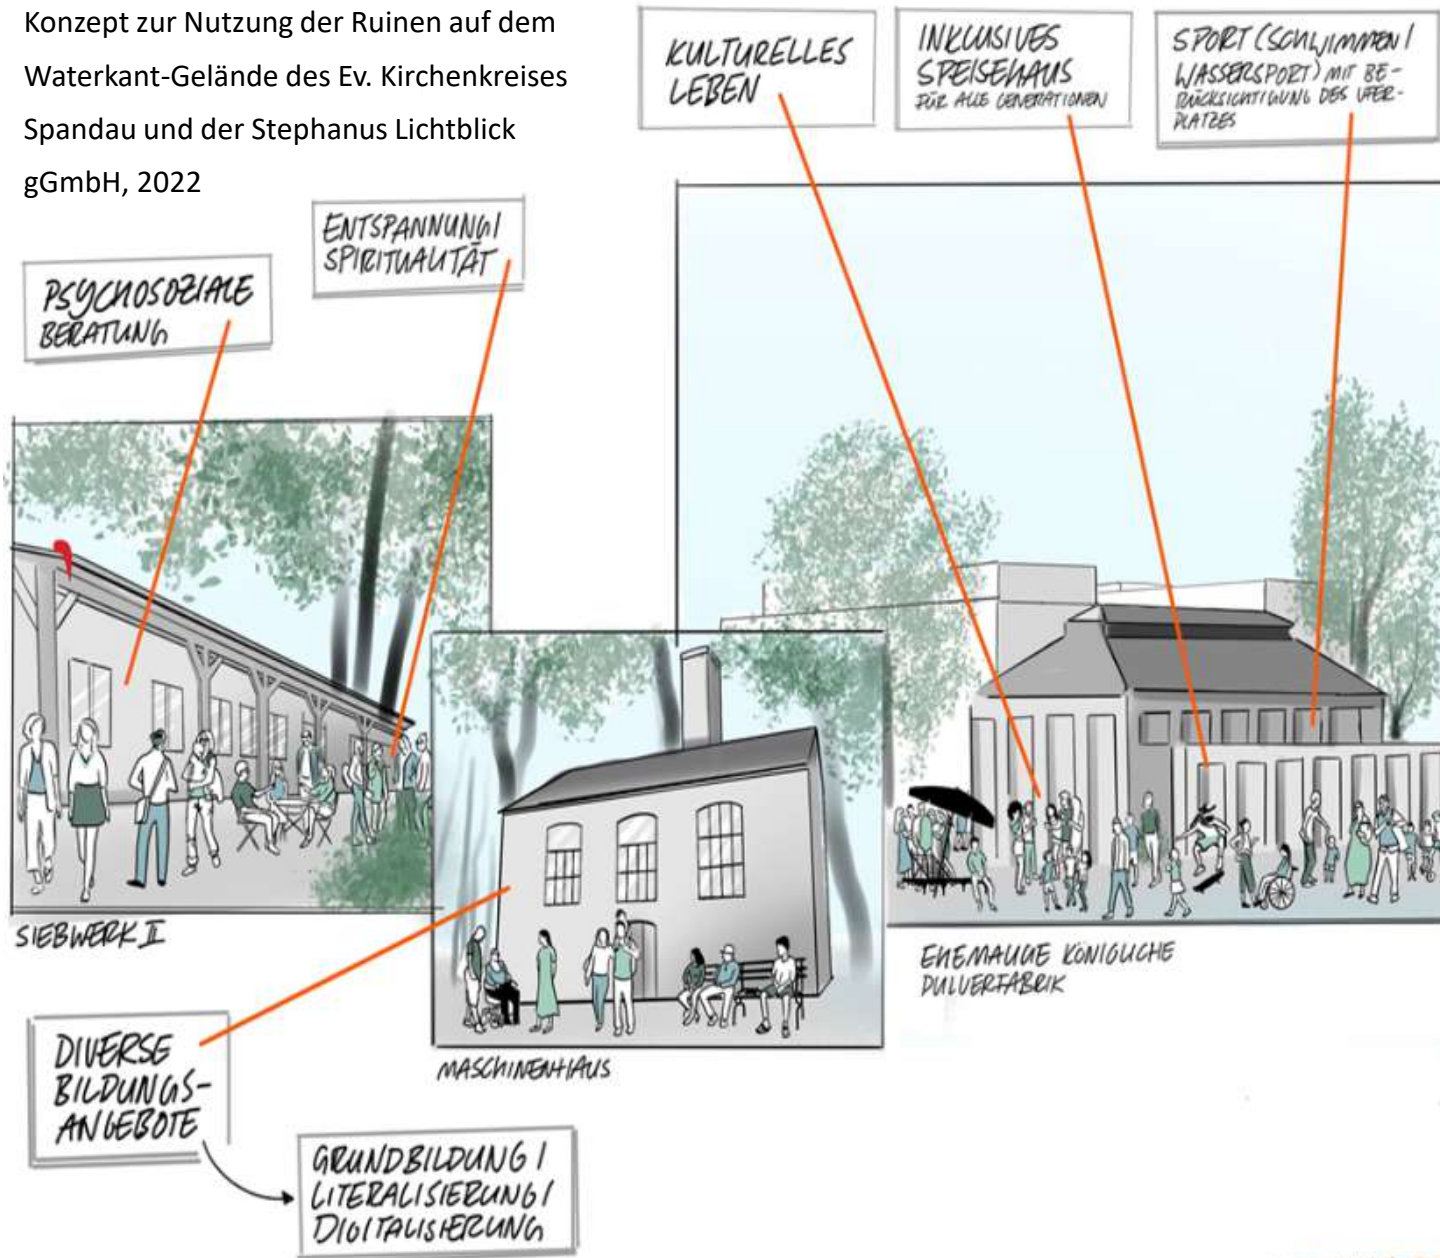 Konzept zur Nutzung der Ruinen auf dem
Waterkant-Gelände des Ev. Kirchenkreises
Spandau und der Stephanus Lichtblick
gGmbH, 2022
KULTURELLES
LEBEN
INKLUSIVES
SPEISEHAUS
FÜR ALLE GENERATIONEN
SPORT (SCHWIMMEN/
WASSERSPORT) MIT BE-
RÜCKSICHTIGUNG DES UFER-
PLATZES
ENTSPANNUNG/
SPIRITUALITÄT
PSYCHOSOZIALE
BERATUNG
SIEBWERK II
MASCHINENHAUS
EHEMALIGE KÖNIGLICHE
PULVERFABRIK
DIVERSE
BILDUNGS-
ANGEBOTE
GRUNDBILDUNG/
LITERALISIERUNG/
DIGITALISIERUNG